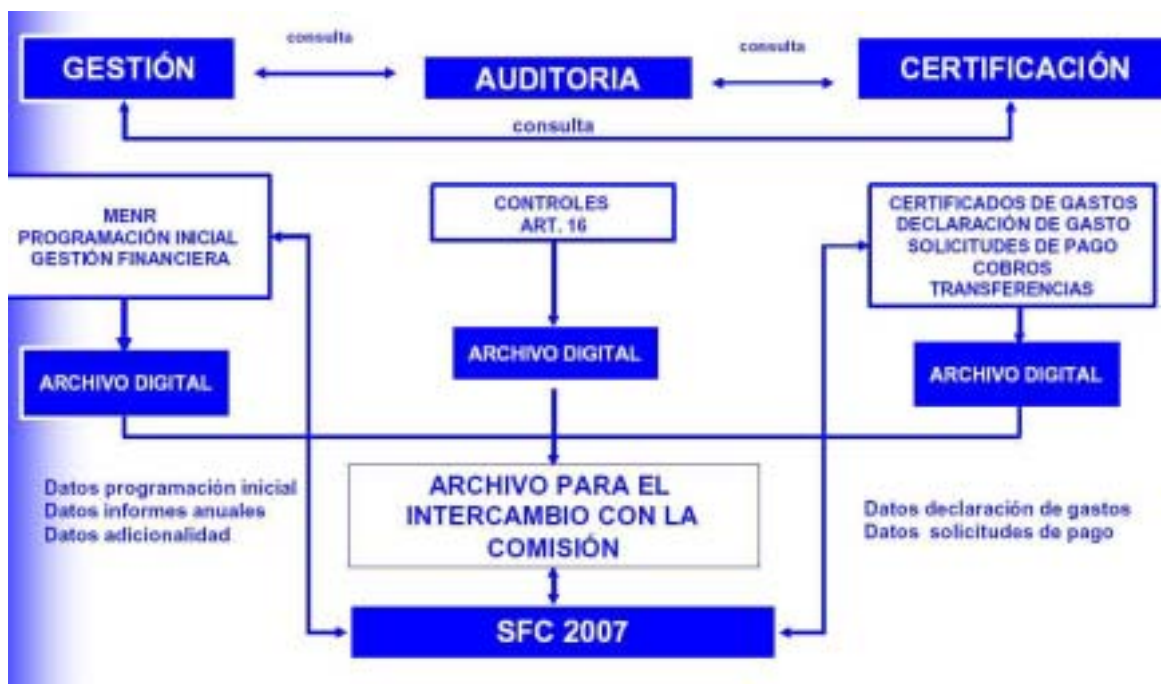 consulta
consulta
GESTIÓN
AUDITORIA
CERTIFICACIÓN
consulta
MENR
PROGRAMACIÓN INICIAL
GESTIÓN FINANCIERA
CONTROLES
ART. 16
CERTIFICADOS DE GASTOS
DECLARACIÓN DE GASTO
SOLICITUDES DE PAGO
COBROS
TRANSFERENCIAS
ARCHIVO DIGITAL
ARCHIVO DIGITAL
ARCHIVO DIGITAL
Datos programación inicial
Datos informes anuales
Datos adicionalidad
ARCHIVO PARA EL
INTERCAMBIO CON LA
COMISIÓN
Datos declaración de gastos
Datos solicitudes de pago
SFC 2007